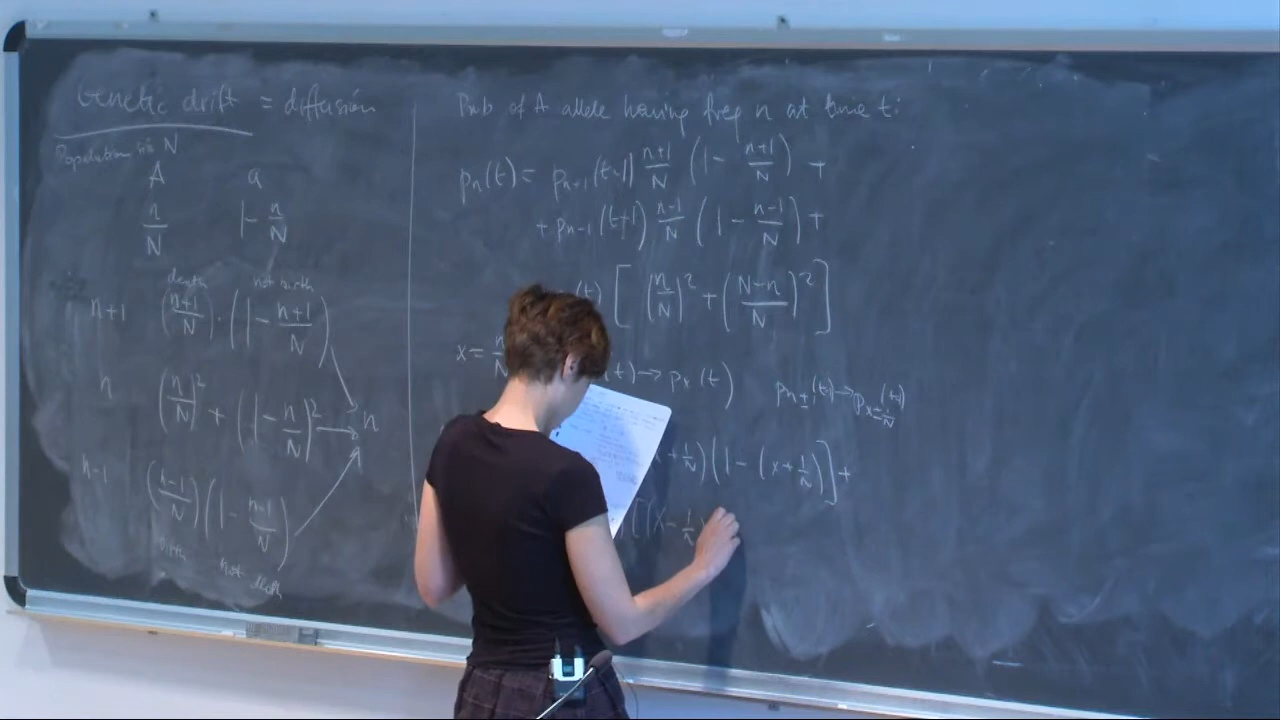 Genetic drift = diffusion
Population size N
A a
n/N 1 - n/N
death not birth
n+1 (n+1/N) · (1 - n+1/N)
n (n/N)² + (1 - n/N)² → n
n-1 (n-1/N)(1 - n-1/N)
birth not death
Prob of A allele having freq n at time t:
pₙ(t) = pₙ₊₁(t-1) n+1/N (1 - n+1/N) +
+ pₙ₋₁(t-1) n-1/N (1 - n-1/N) +
(t) [(n/N)² + (N-n/N)²]
x = n/N (t) → pₓ(t)) pₙ±₁(t) → pₓ±1/N(t)
x + 1/N)(1 - (x + 1/N))] +
[(x - 1/N